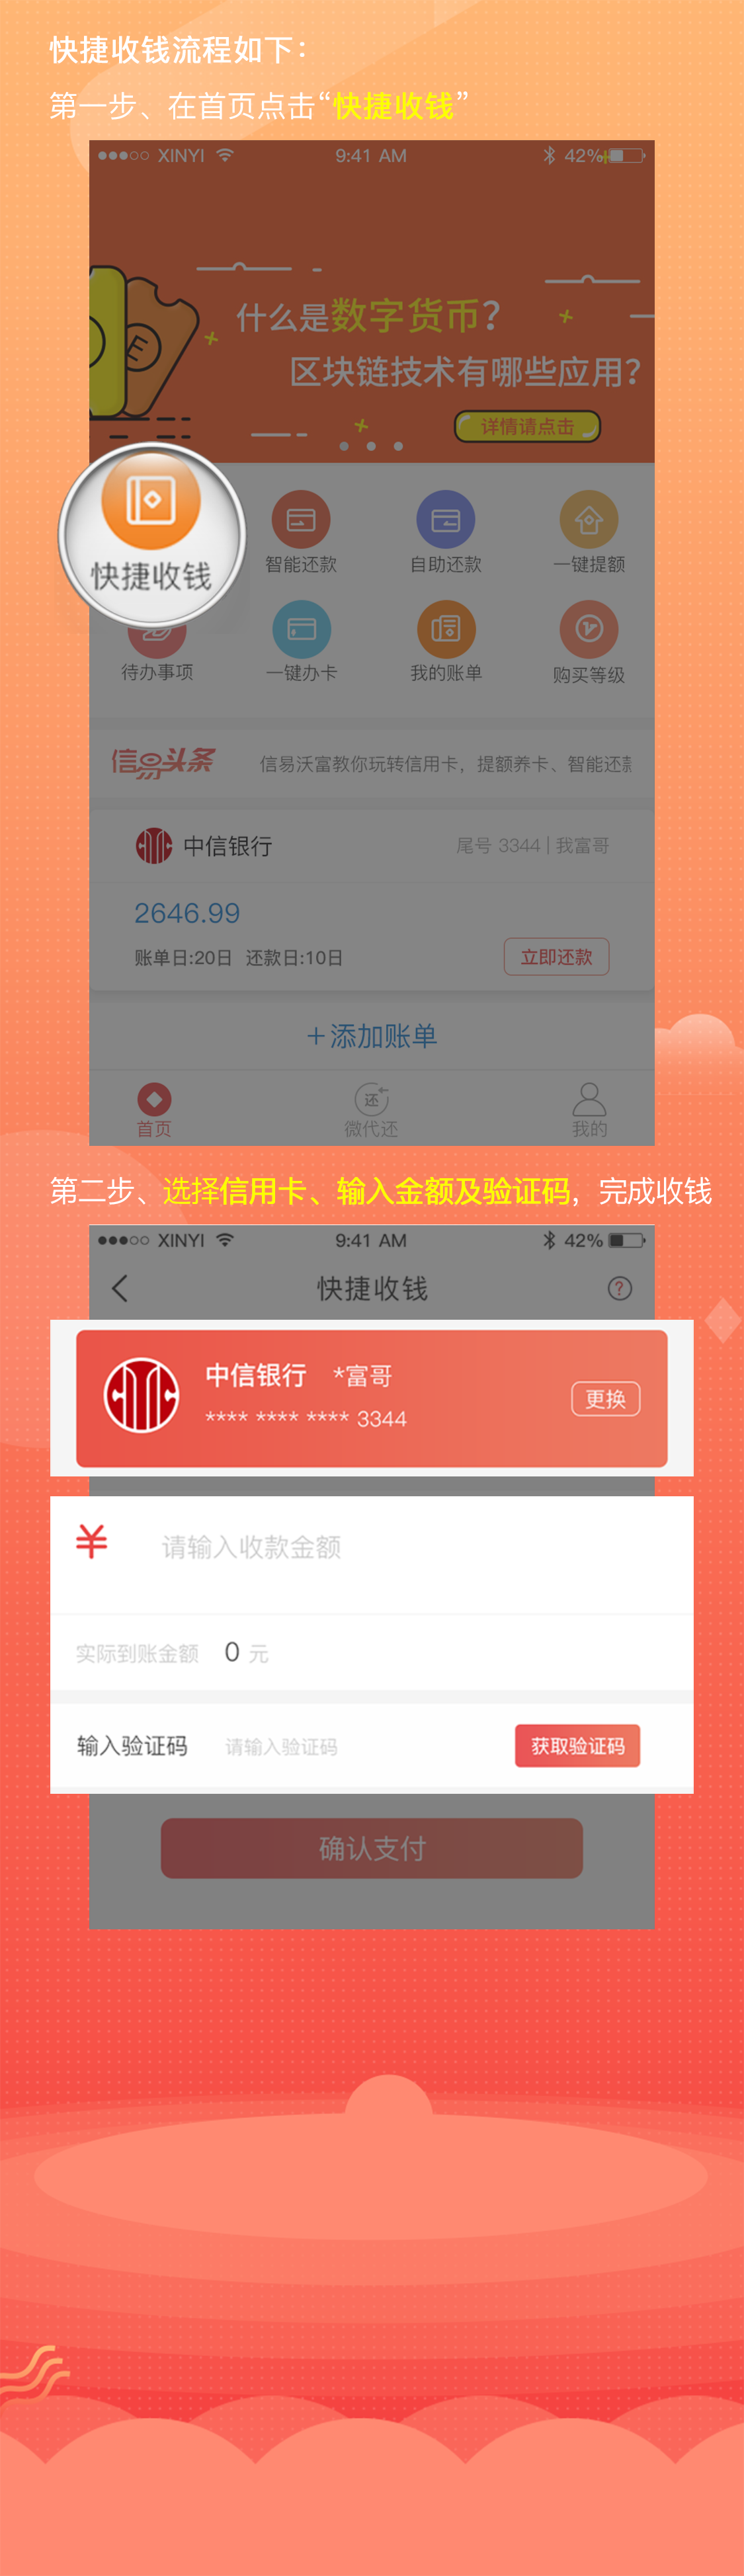 快捷收钱流程如下：
第一步、在首页点击“快捷收钱”
XINYI 9:41 AM 42%
什么是数字货币？
区块链技术有哪些应用？
详情请点击
E
快捷收钱 智能还款 自助还款 一键提额
待办事项 一键办卡 我的账单 购买等级
信易头条 信易沃富教你玩转信用卡，提额养卡、智能还款
中信银行 尾号 3344 | 我富哥
2646.99
账单日:20日 还款日:10日 立即还款
+添加账单
还
首页 微代还 我的
第二步、选择信用卡、输入金额及验证码，完成收钱
XINYI 9:41 AM 42%
快捷收钱 ?
中信银行 *富哥
**** **** **** 3344 更换
¥ 请输入收款金额
实际到账金额 0 元
输入验证码 请输入验证码 获取验证码
确认支付